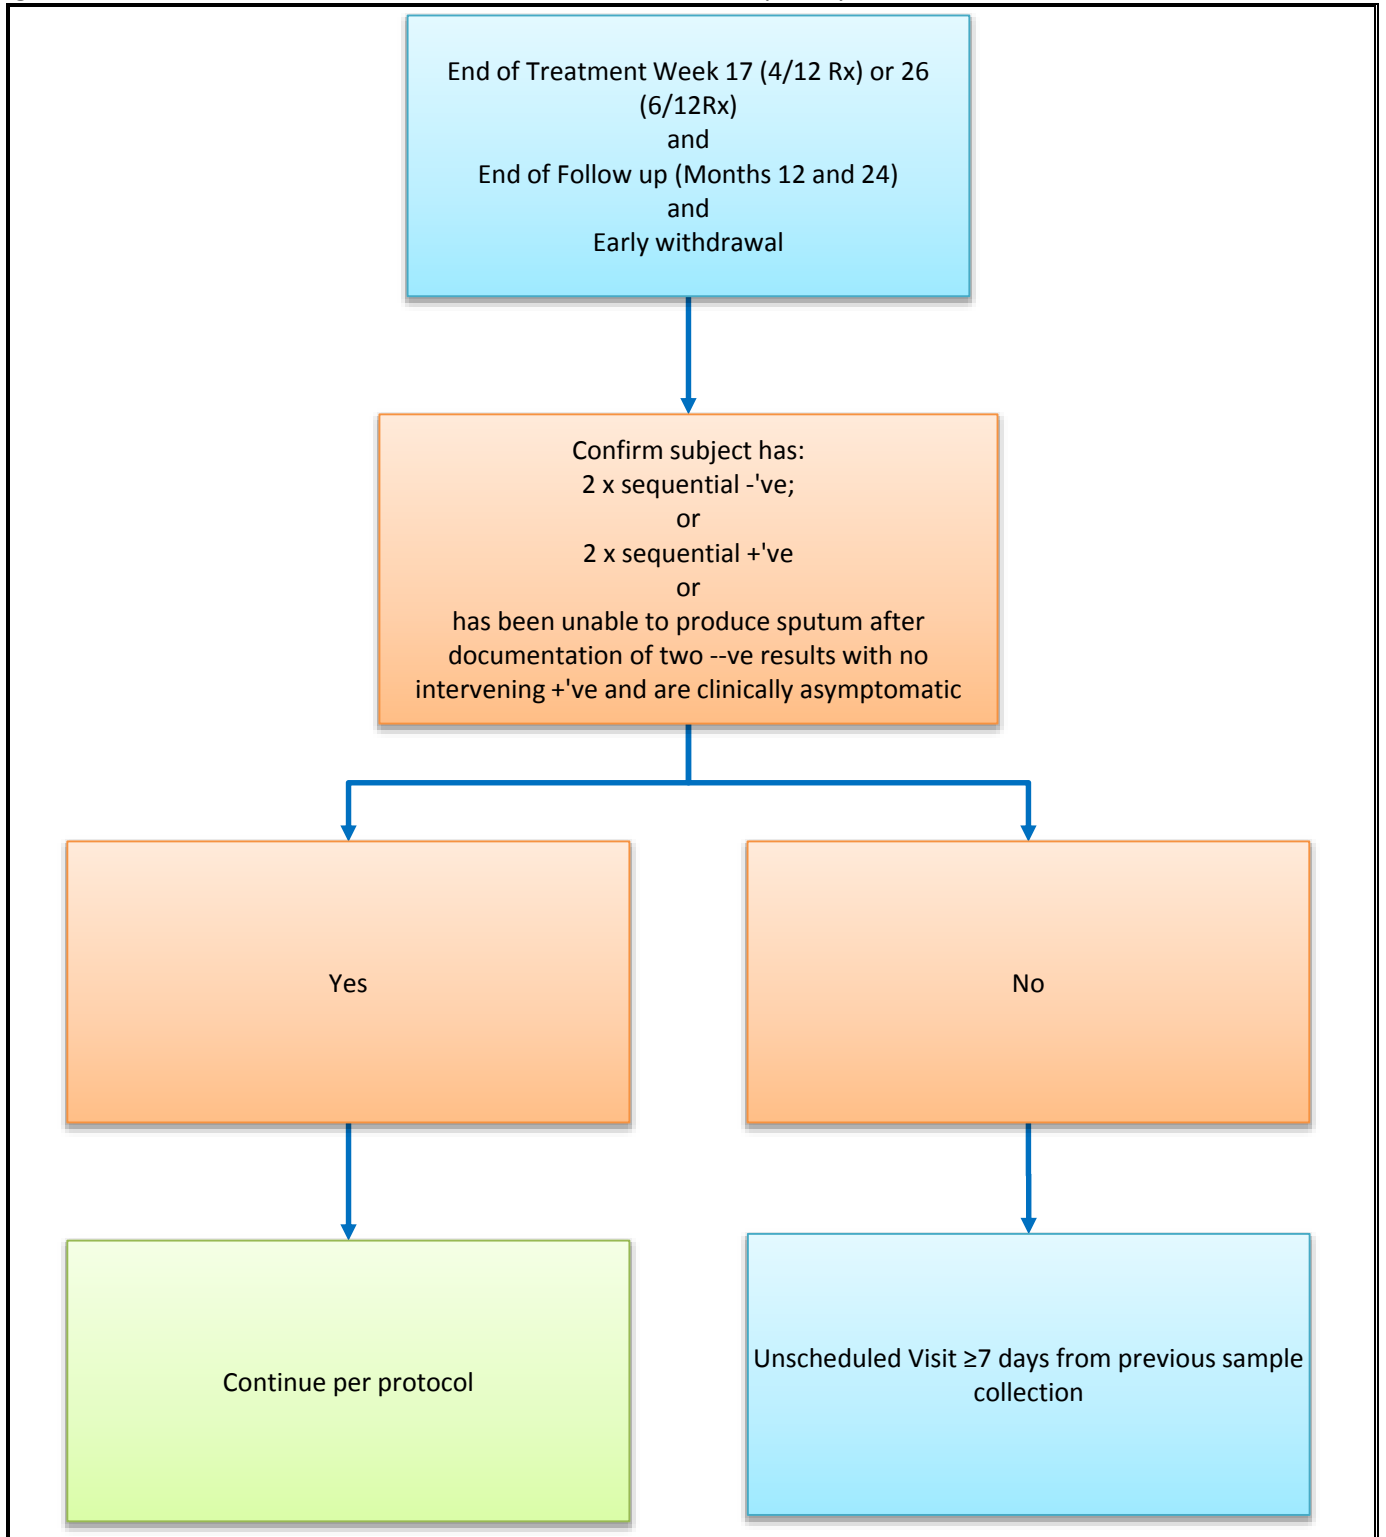 End of Treatment Week 17 (4/12 Rx) or 26
(6/12Rx)
and
End of Follow up (Months 12 and 24)
and
Early withdrawal
Confirm subject has:
2 x sequential -'ve;
or
2 x sequential +'ve
or
has been unable to produce sputum after
documentation of two --ve results with no
intervening +'ve and are clinically asymptomatic
Yes
No
Continue per protocol
Unscheduled Visit ≥7 days from previous sample
collection